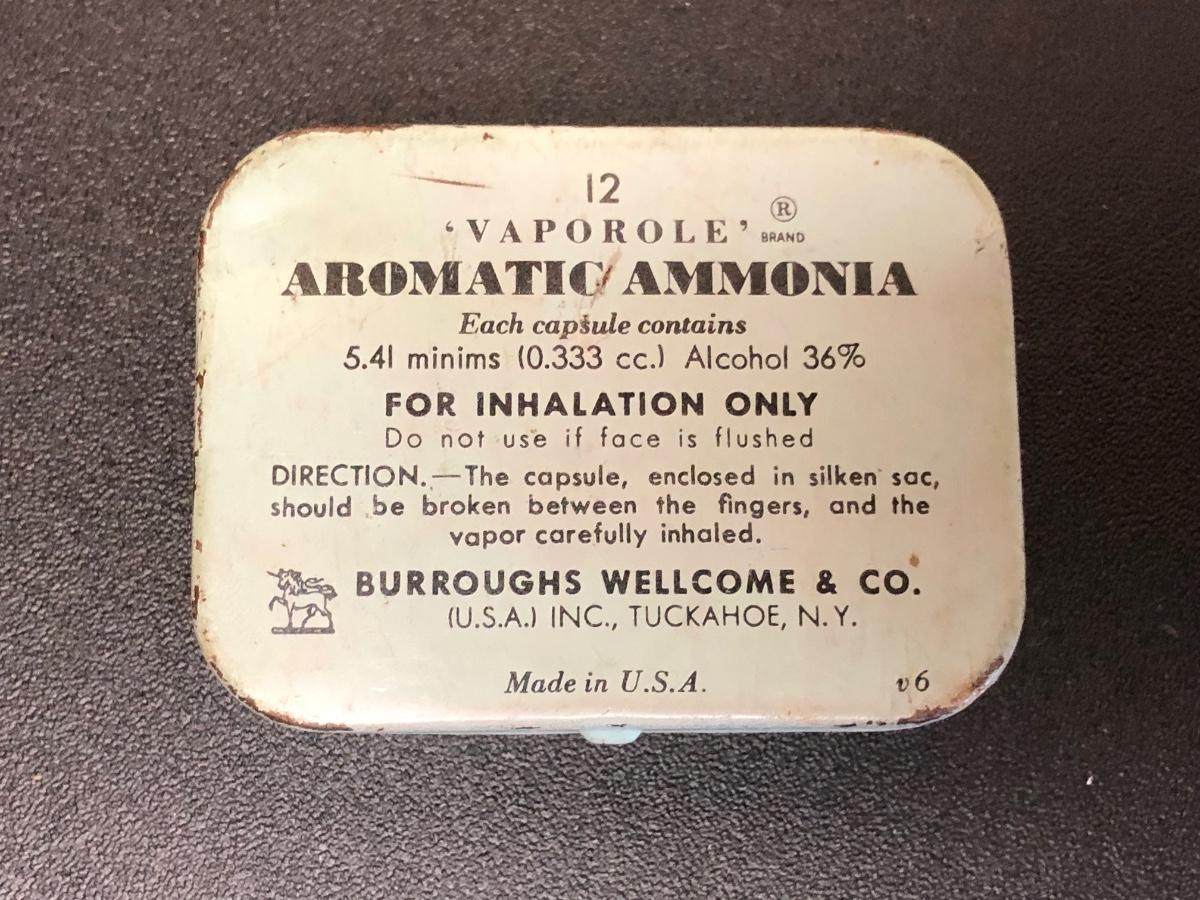 12
‘VAPOROLE’ ® BRAND
AROMATIC AMMONIA
Each capsule contains
5.41 minims (0.333 cc.) Alcohol 36%
FOR INHALATION ONLY
Do not use if face is flushed
DIRECTION.—The capsule, enclosed in silken sac,
should be broken between the fingers, and the
vapor carefully inhaled.
BURROUGHS WELLCOME & CO.
(U.S.A.) INC., TUCKAHOE, N.Y.
Made in U.S.A.
v6